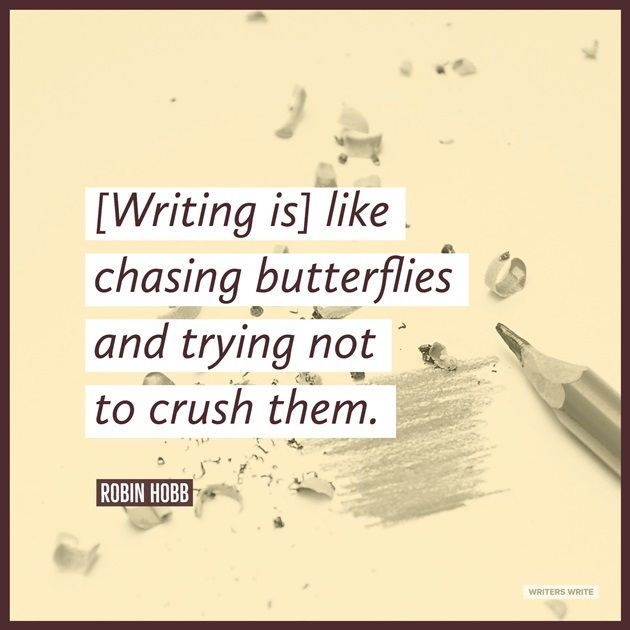 [Writing is] like
chasing butterflies
and trying not
to crush them.
ROBIN HOBB
WRITERS WRITE